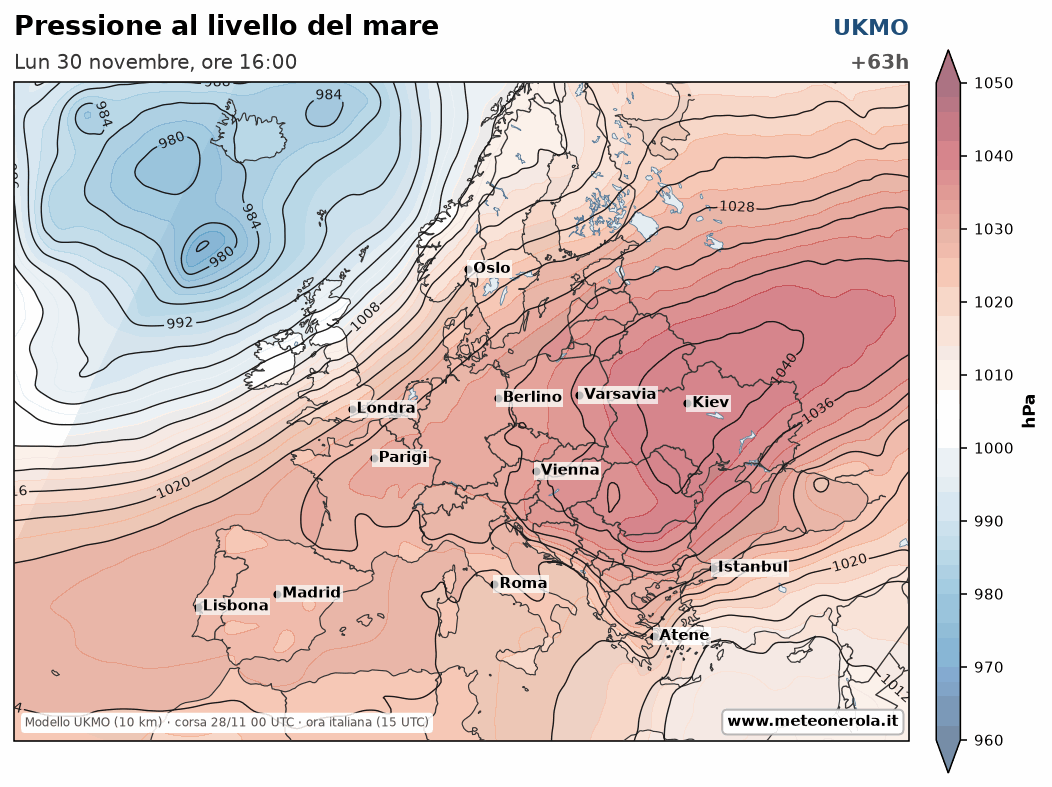 Pressione al livello del mare
UKMO
Lun 30 novembre, ore 16:00
+63h
984
984
980
984
980
992
1008
1028
1040
1036
1020
1020
1012
16
4
Oslo
Londra
Berlino
Varsavia
Kiev
Parigi
Vienna
Istanbul
Roma
Madrid
Lisbona
Atene
Modello UKMO (10 km) · corsa 28/11 00 UTC · ora italiana (15 UTC)
www.meteonerola.it
1050
1040
1030
1020
1010
1000
990
980
970
960
hPa